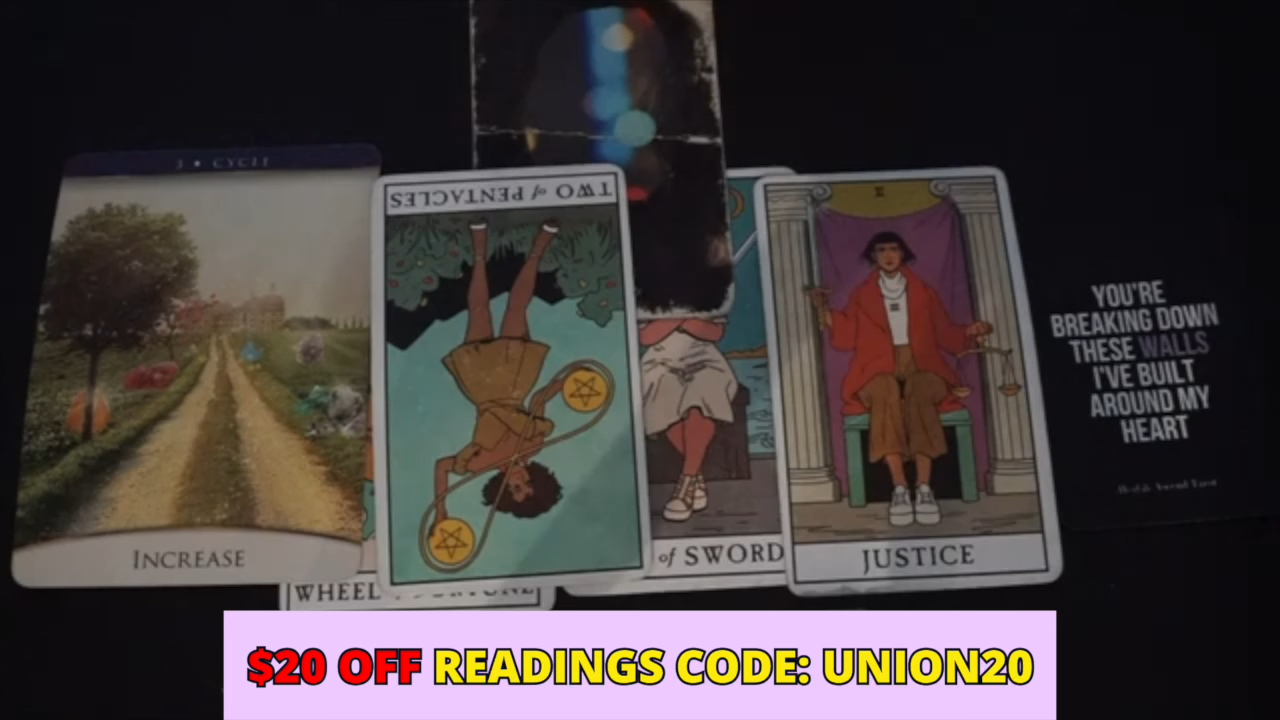 3 • CYCLE
TWO of PENTACLES
II
INCREASE
WHEEL
of SWORD
JUSTICE
YOU'RE
BREAKING DOWN
THESE WALLS
I'VE BUILT
AROUND MY
HEART
$20 OFF READINGS CODE: UNION20